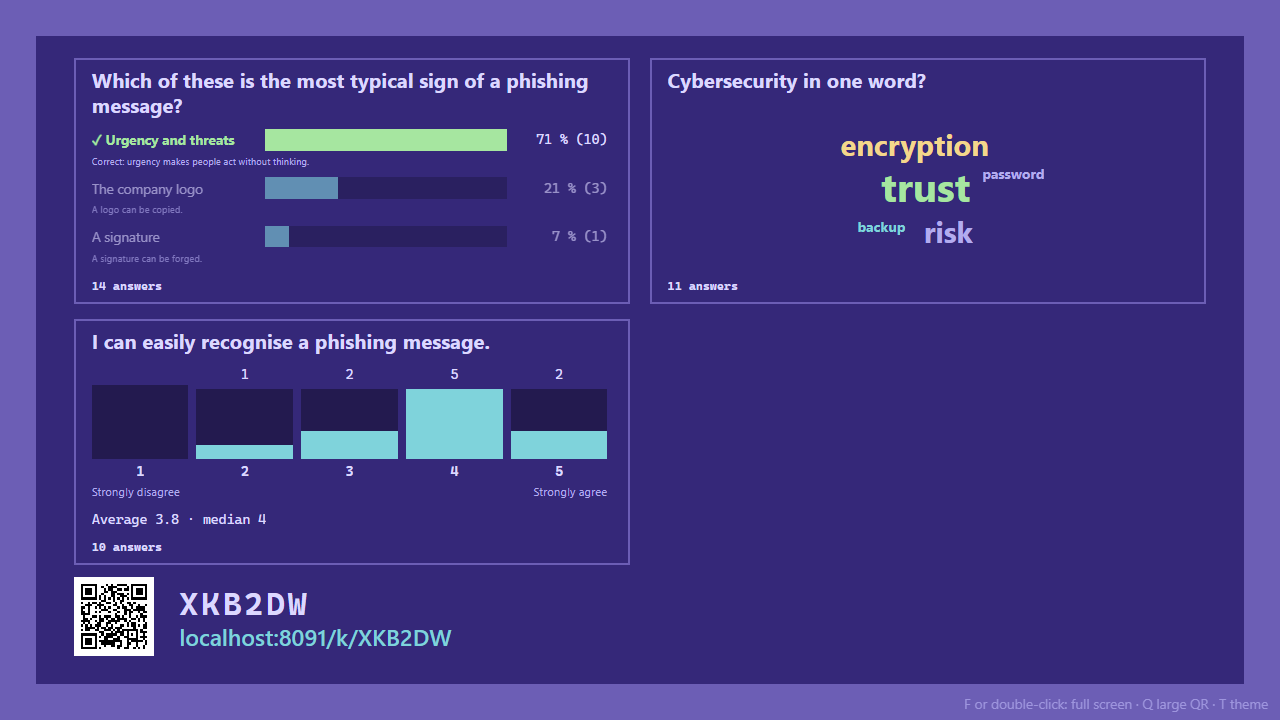 Which of these is the most typical sign of a phishing
message?
✓ Urgency and threats 71 % (10)
Correct: urgency makes people act without thinking.
The company logo 21 % (3)
A logo can be copied.
A signature 7 % (1)
A signature can be forged.
14 answers
Cybersecurity in one word?
encryption
password
trust
backup
risk
11 answers
I can easily recognise a phishing message.
1 2 5 2
1 2 3 4 5
Strongly disagree Strongly agree
Average 3.8 · median 4
10 answers
XKB2DW
localhost:8091/k/XKB2DW
F or double-click: full screen · Q large QR · T theme